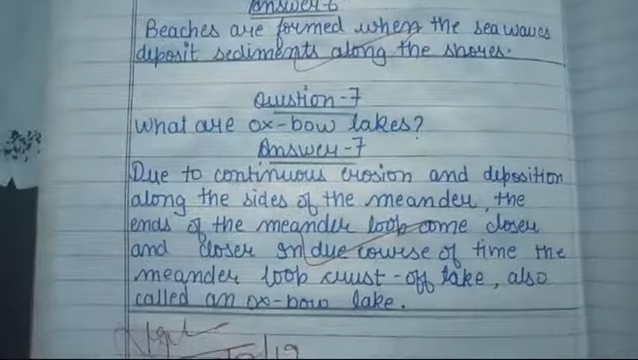 Answer-6
Beaches are formed when the sea waves
deposit sediments along the shores.
Question-7
What are ox-bow lakes?
Answer-7
Due to continuous erosion and deposition
along the sides of the meander, the
ends of the meander loop come closer
and closer In due course of time the
meander loop cuust-off lake, also
called an ox-bow lake.